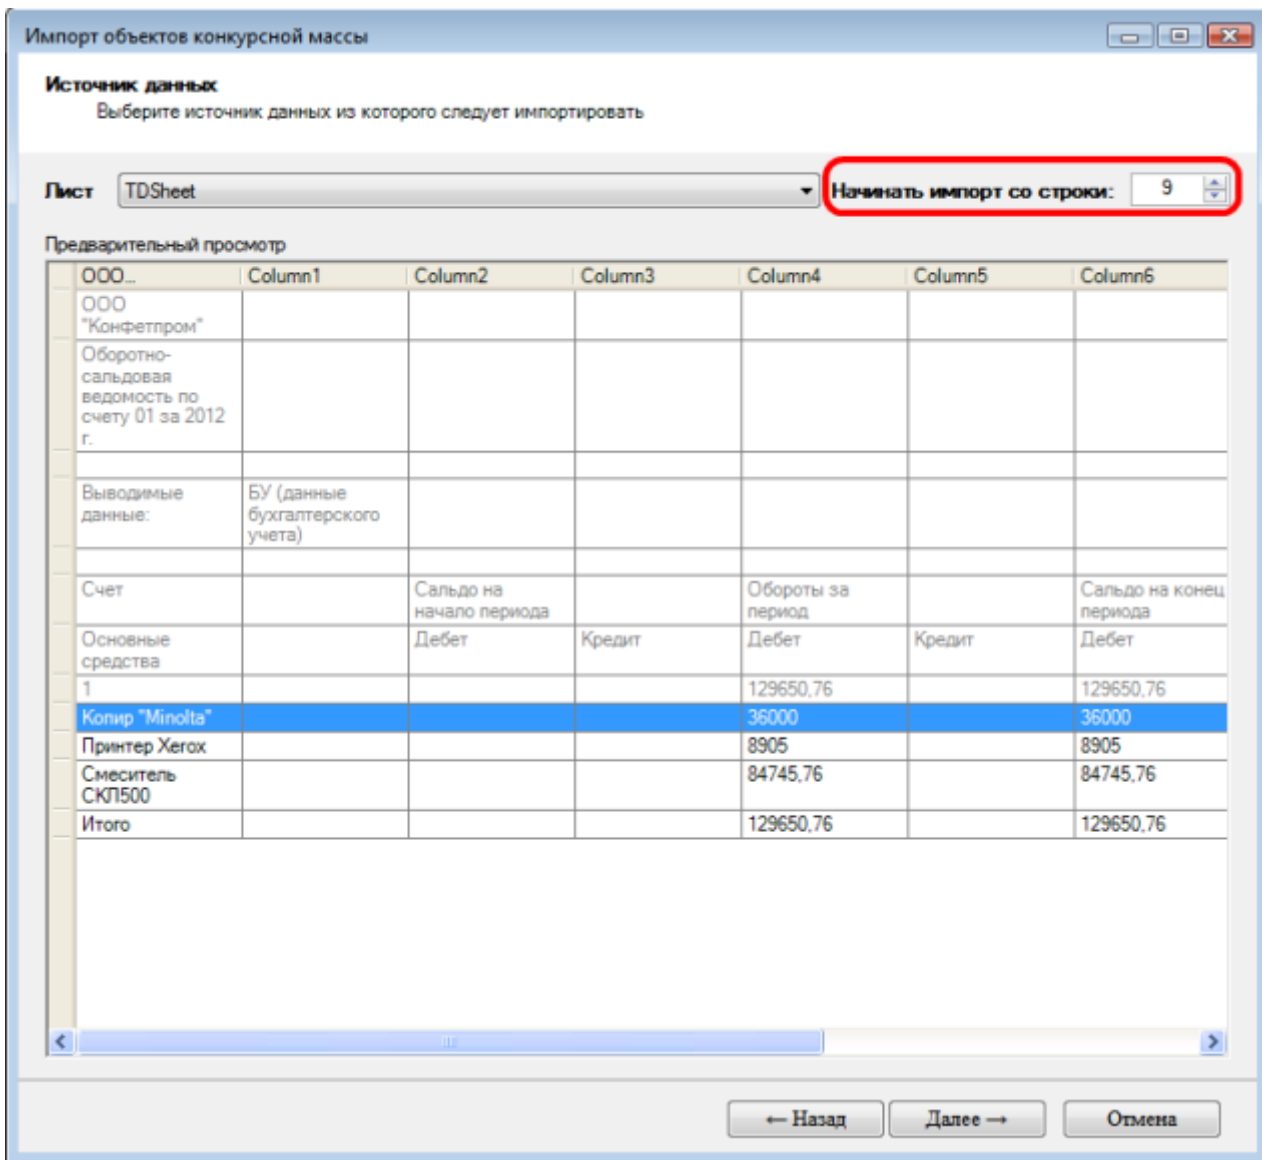 Импорт объектов конкурсной массы
Источник данных
Выберите источник данных из которого следует импортировать
Лист TDSheet Начинать импорт со строки: 9
Предварительный просмотр
ООО... Column1 Column2 Column3 Column4 Column5 Column6
ООО
"Конфетпром"
Оборотно-
сальдовая
ведомость по
счету 01 за 2012
г.
Выводимые БУ (данные
данные: бухгалтерского
учета)
Счет Сальдо на Обороты за Сальдо на конец
начало периода период периода
Основные Дебет Кредит Дебет Кредит Дебет
средства
1 129650,76 129650,76
Копир "Minolta" 36000 36000
Принтер Xerox 8905 8905
Смеситель 84745,76 84745,76
СКЛ500
Итого 129650,76 129650,76
← Назад Далее → Отмена